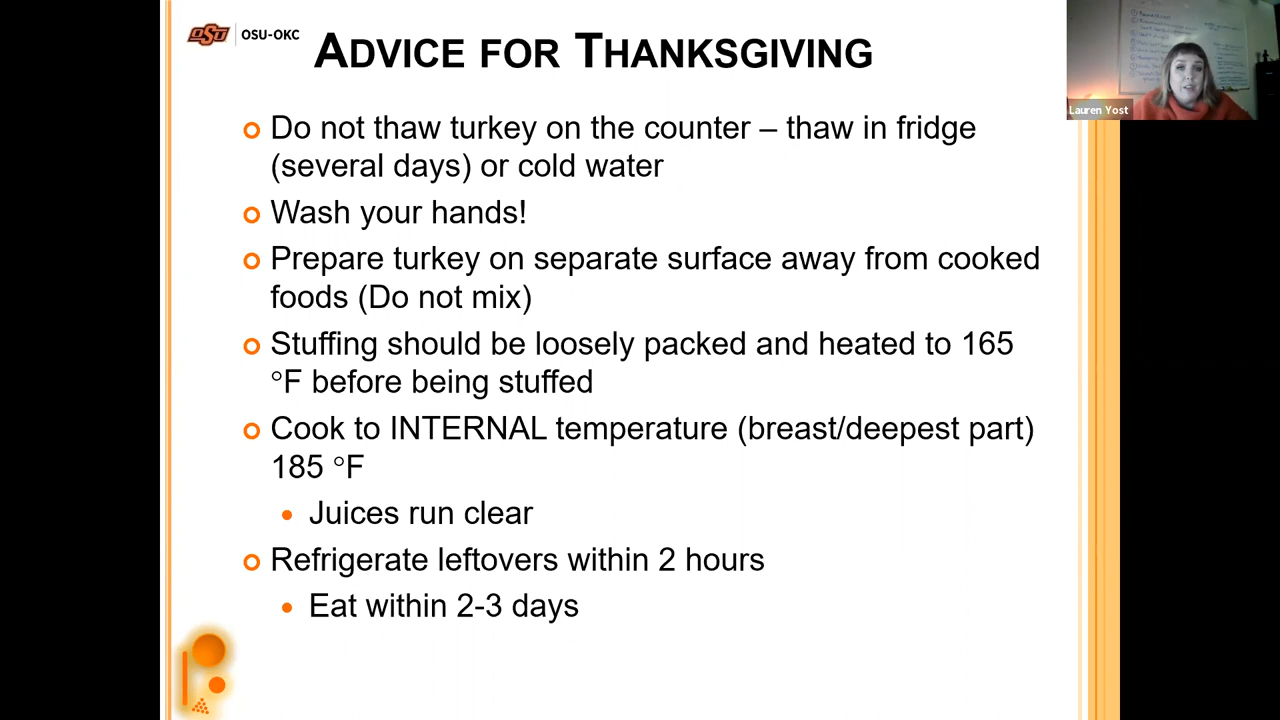 OSU OSU-OKC
ADVICE FOR THANKSGIVING
Lauren Yost
Do not thaw turkey on the counter – thaw in fridge
(several days) or cold water
Wash your hands!
Prepare turkey on separate surface away from cooked
foods (Do not mix)
Stuffing should be loosely packed and heated to 165
°F before being stuffed
Cook to INTERNAL temperature (breast/deepest part)
185 °F
Juices run clear
Refrigerate leftovers within 2 hours
Eat within 2-3 days